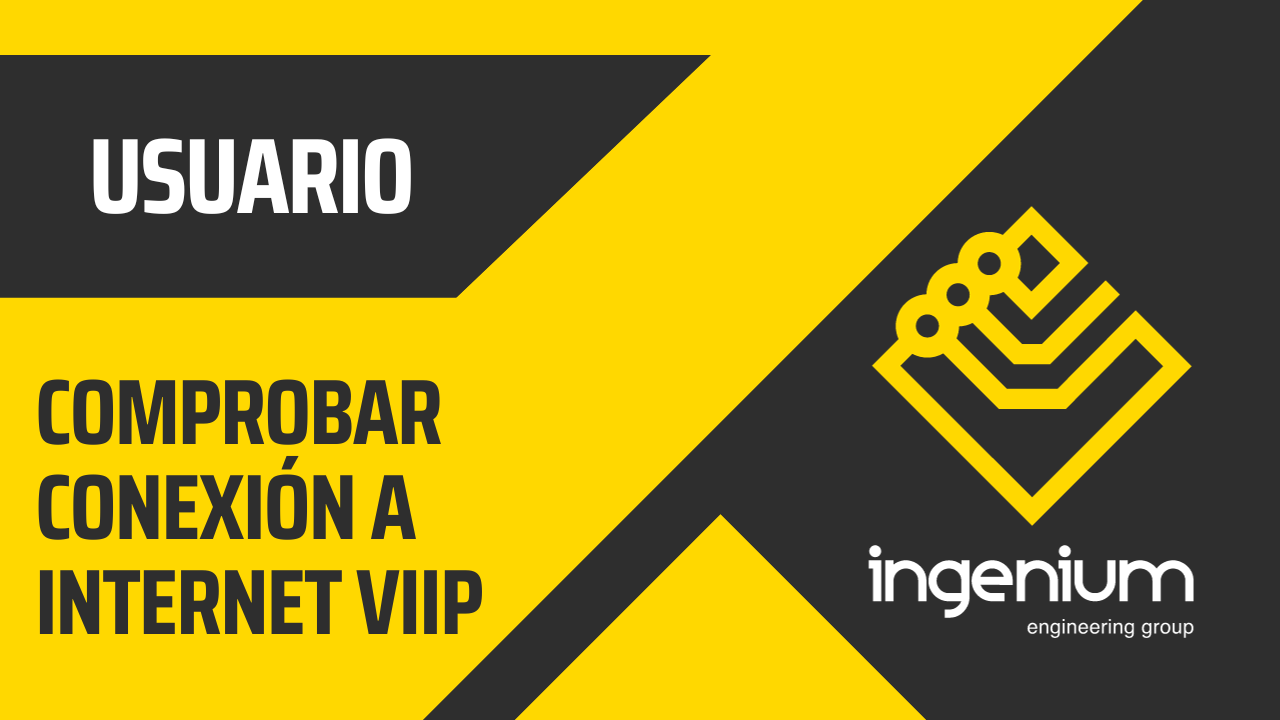 USUARIO
COMPROBAR
CONEXIÓN A
INTERNET VIIP
ingenium
engineering group